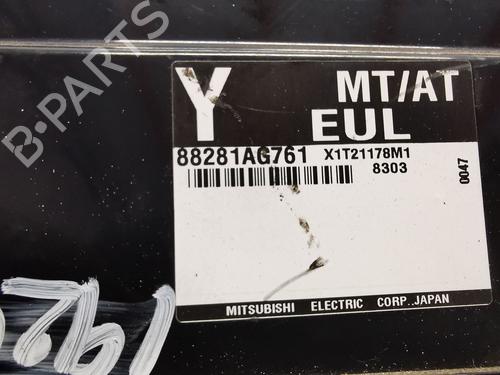 Y MT/AT
EUL
88281AG761 X1T21178M1
8303
0047
MITSUBISHI ELECTRIC CORP., JAPAN
B-PARTS